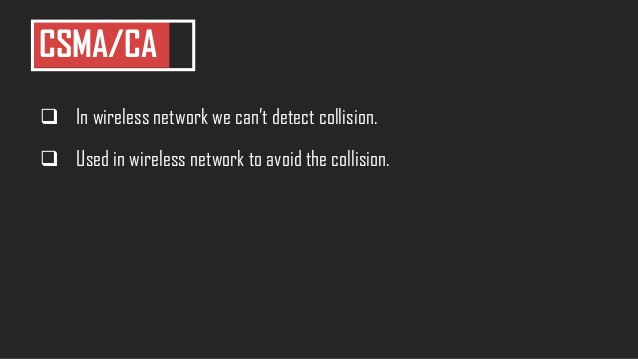 CSMA/CA
❑ In wireless network we can't detect collision.
❑ Used in wireless network to avoid the collision.